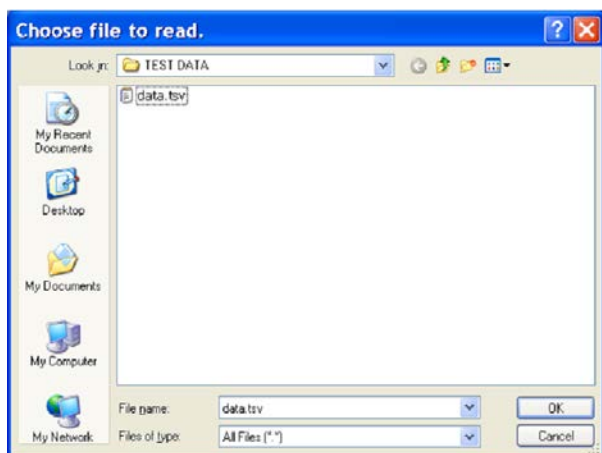 Choose file to read.
Look in: TEST DATA
data.tsv
My Recent
Documents
Desktop
My Documents
My Computer
My Network
File name: data.tsv OK
Files of type: All Files (*.*) Cancel